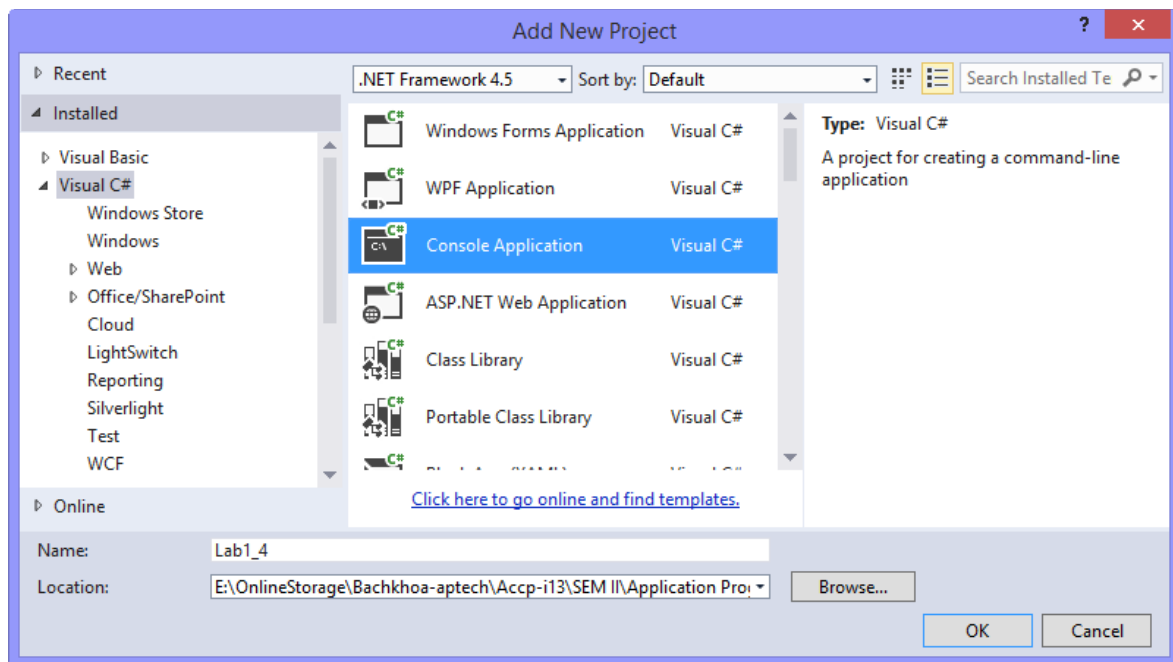 Add New Project
? ×
Recent
Installed
Visual Basic
Visual C#
Windows Store
Windows
Web
Office/SharePoint
Cloud
LightSwitch
Reporting
Silverlight
Test
WCF
Online
.NET Framework 4.5 Sort by: Default Search Installed Te
C# Windows Forms Application Visual C#
C# WPF Application Visual C#
C# C:\ Console Application Visual C#
C# ASP.NET Web Application Visual C#
C# Class Library Visual C#
C# Portable Class Library Visual C#
C#
Click here to go online and find templates.
Type: Visual C#
A project for creating a command-line
application
Name: Lab1_4
Location: E:\OnlineStorage\Bachkhoa-aptech\Accp-i13\SEM II\Application Pro
Browse...
OK Cancel